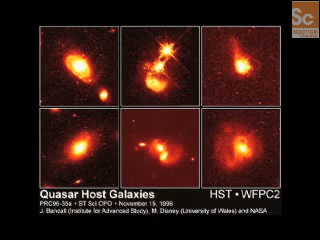 Sc
science
Quasar Host Galaxies HST • WFPC2
PRC96-35a • ST ScI OPO • November 19, 1996
J. Bahcall (Institute for Advanced Study), M. Disney (University of Wales) and NASA